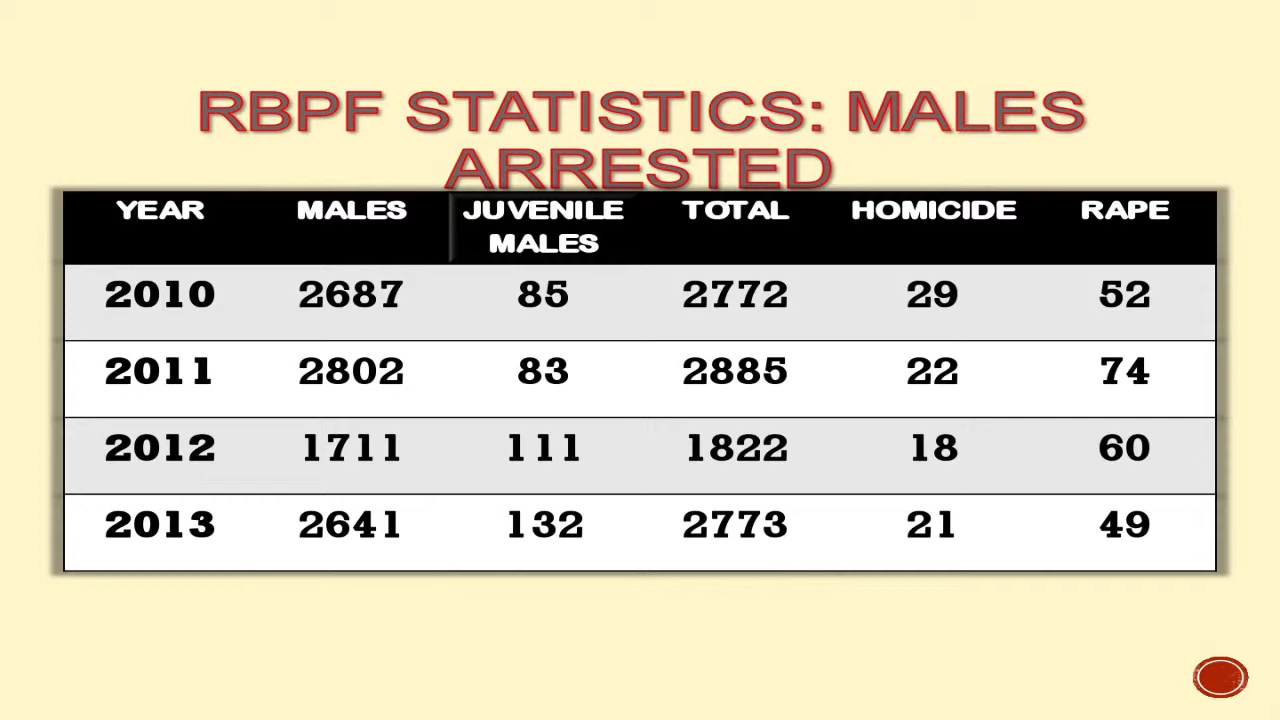 RBPF STATISTICS: MALES
ARRESTED
YEAR MALES JUVENILE MALES TOTAL HOMICIDE RAPE
2010 2687 85 2772 29 52
2011 2802 83 2885 22 74
2012 1711 111 1822 18 60
2013 2641 132 2773 21 49